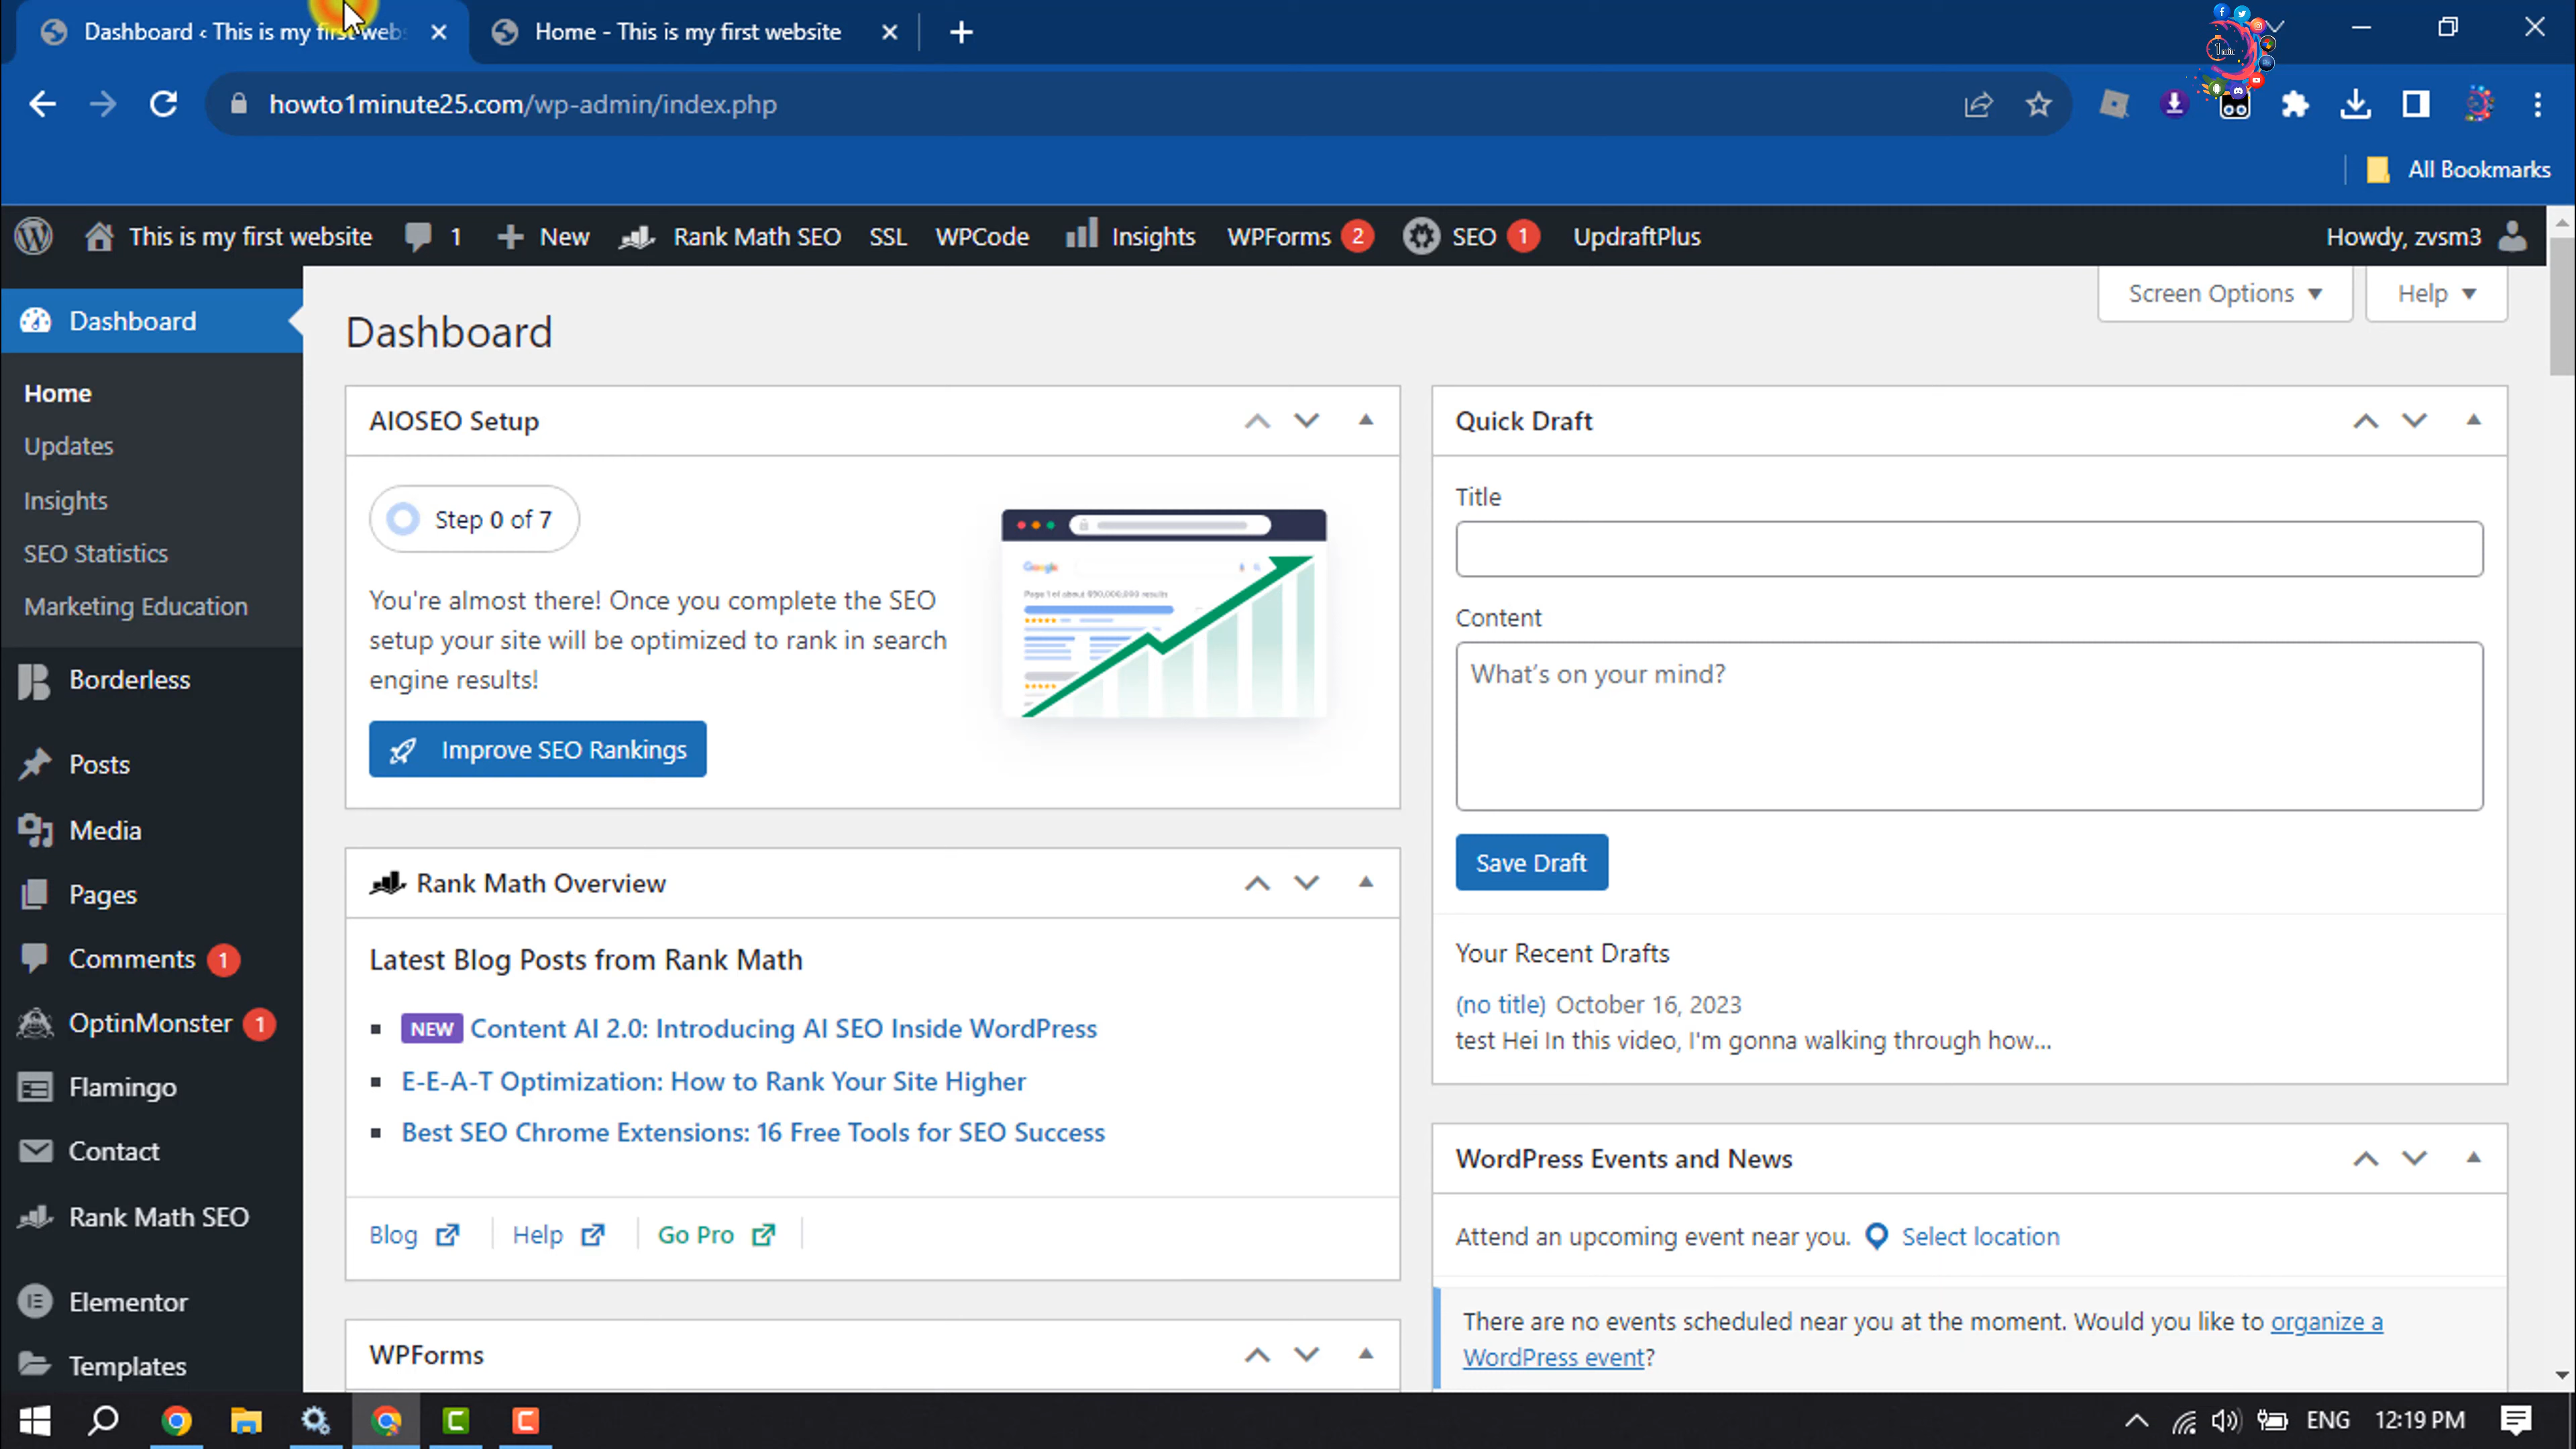 Dashboard ‹ This is my first webs
Home - This is my first website
howto1minute25.com/wp-admin/index.php
All Bookmarks
This is my first website
1
New
Rank Math SEO
SSL
WPCode
Insights
WPForms 2
SEO 1
UpdraftPlus
Howdy, zvsm3
Screen Options
Help
Dashboard
Home
Updates
Insights
SEO Statistics
Marketing Education
Borderless
Posts
Media
Pages
Comments 1
OptinMonster 1
Flamingo
Contact
Rank Math SEO
Elementor
Templates
Dashboard
AIOSEO Setup
Step 0 of 7
You're almost there! Once you complete the SEO
setup your site will be optimized to rank in search
engine results!
Improve SEO Rankings
Google
Page 1 of about 890,000,000 results
Rank Math Overview
Latest Blog Posts from Rank Math
NEW Content AI 2.0: Introducing AI SEO Inside WordPress
E-E-A-T Optimization: How to Rank Your Site Higher
Best SEO Chrome Extensions: 16 Free Tools for SEO Success
Blog
Help
Go Pro
WPForms
Quick Draft
Title
Content
What's on your mind?
Save Draft
Your Recent Drafts
(no title) October 16, 2023
test Hei In this video, I'm gonna walking through how...
WordPress Events and News
Attend an upcoming event near you. Select location
There are no events scheduled near you at the moment. Would you like to organize a
WordPress event?
ENG
12:19 PM